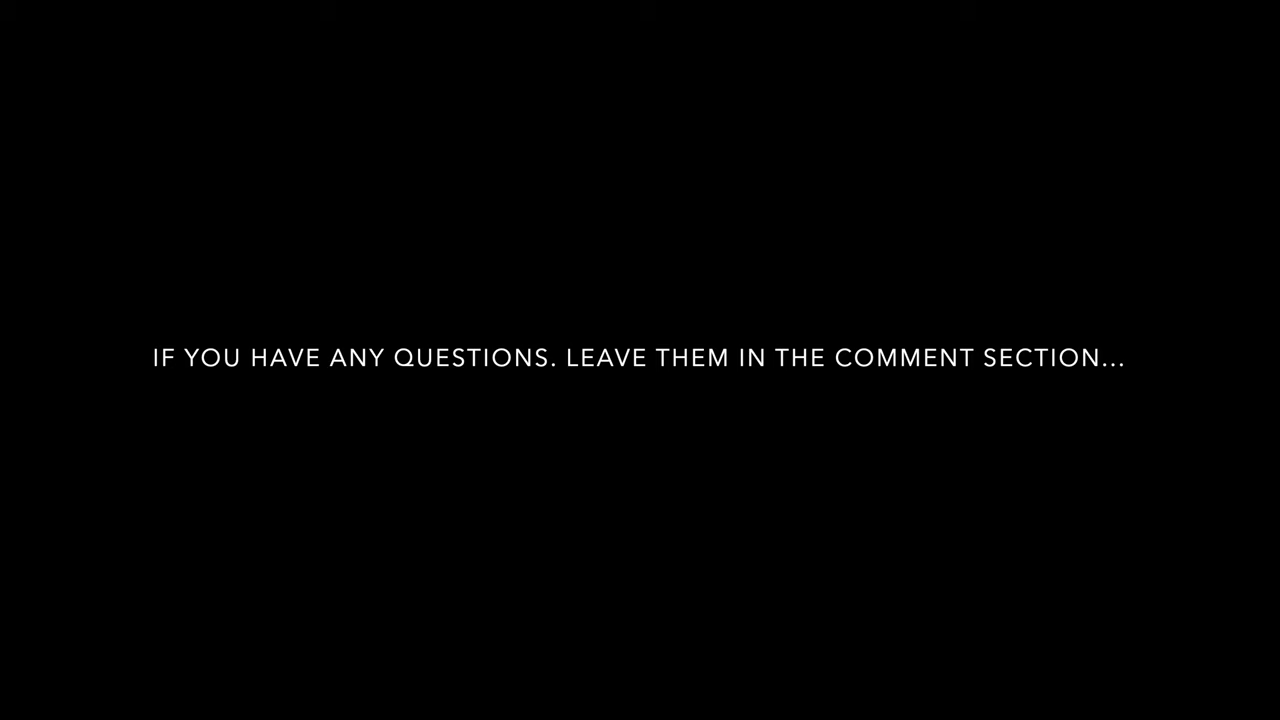 IF YOU HAVE ANY QUESTIONS. LEAVE THEM IN THE COMMENT SECTION...